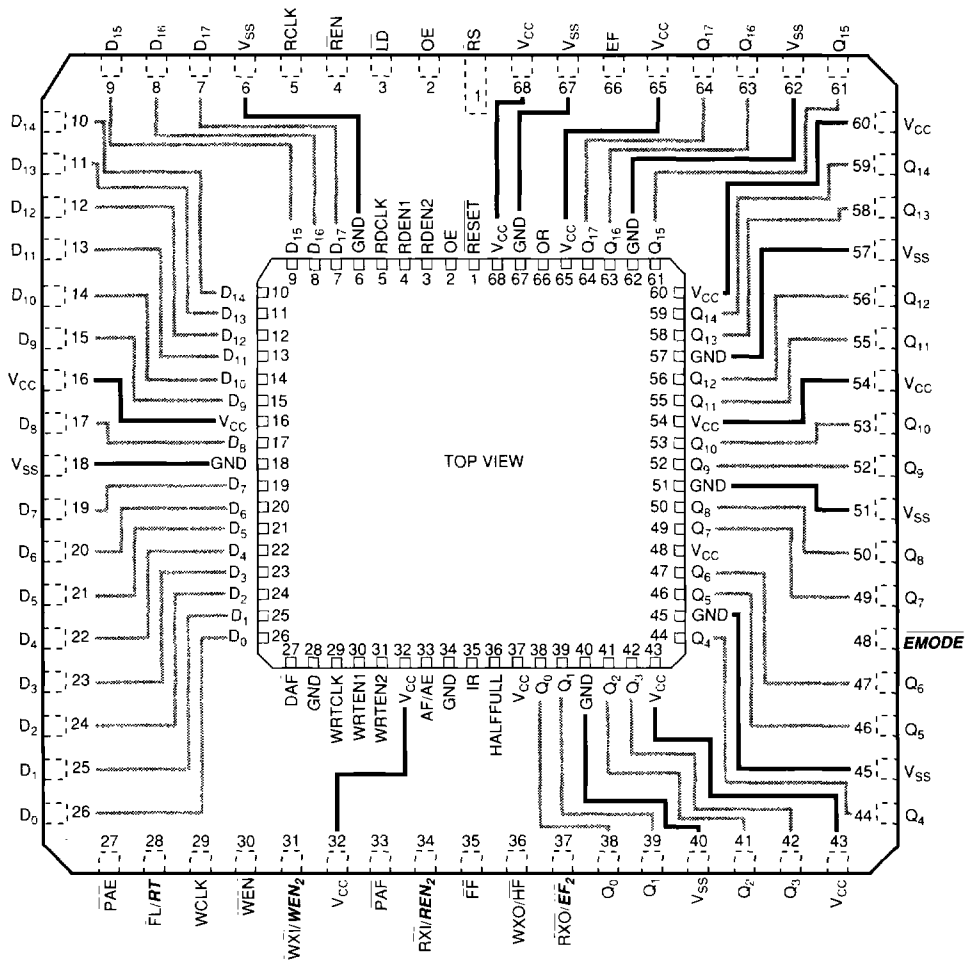 D15 D16 D17 VSS RCLK REN LD OE RS VCC VSS EF VCC Q17 Q16 VSS Q15
9 8 7 6 5 4 3 2 1 68 67 66 65 64 63 62 61
D14 10
D13 11
D12 12
D11 13
D10 14
D9 15
VCC 16
D8 17
VSS 18
D7 19
D6 20
D5 21
D4 22
D3 23
D2 24
D1 25
D0 26
D15 D16 D17 GND RDCLK RDEN1 RDEN2 OE RESET VCC GND OR VCC Q17 Q16 GND Q15
9 8 7 6 5 4 3 2 1 68 67 66 65 64 63 62 61
D14 10
D13 11
D12 12
D11 13
D10 14
D9 15
VCC 16
D8 17
GND 18
D7 19
D6 20
D5 21
D4 22
D3 23
D2 24
D1 25
D0 26
TOP VIEW
60 VCC
59 Q14
58 Q13
57 GND
56 Q12
55 Q11
54 VCC
53 Q10
52 Q9
51 GND
50 Q8
49 Q7
48 VCC
47 Q6
46 Q5
45 GND
44 Q4
27 28 29 30 31 32 33 34 35 36 37 38 39 40 41 42 43
DAF GND WRTCLK WRTEN1 WRTEN2 VCC AF/AE GND IR HALFFULL VCC Q0 Q1 GND Q2 Q3 VCC
60 VCC
59 Q14
58 Q13
57 VSS
56 Q12
55 Q11
54 VCC
53 Q10
52 Q9
51 VSS
50 Q8
49 Q7
48 EMODE
47 Q6
46 Q5
45 VSS
44 Q4
27 28 29 30 31 32 33 34 35 36 37 38 39 40 41 42 43
PAE FL/RT WCLK WEN WXI/WEN2 VCC PAF RXI/REN2 FF WXO/HF RXO/EF2 Q0 Q1 VSS Q2 Q3 VCC